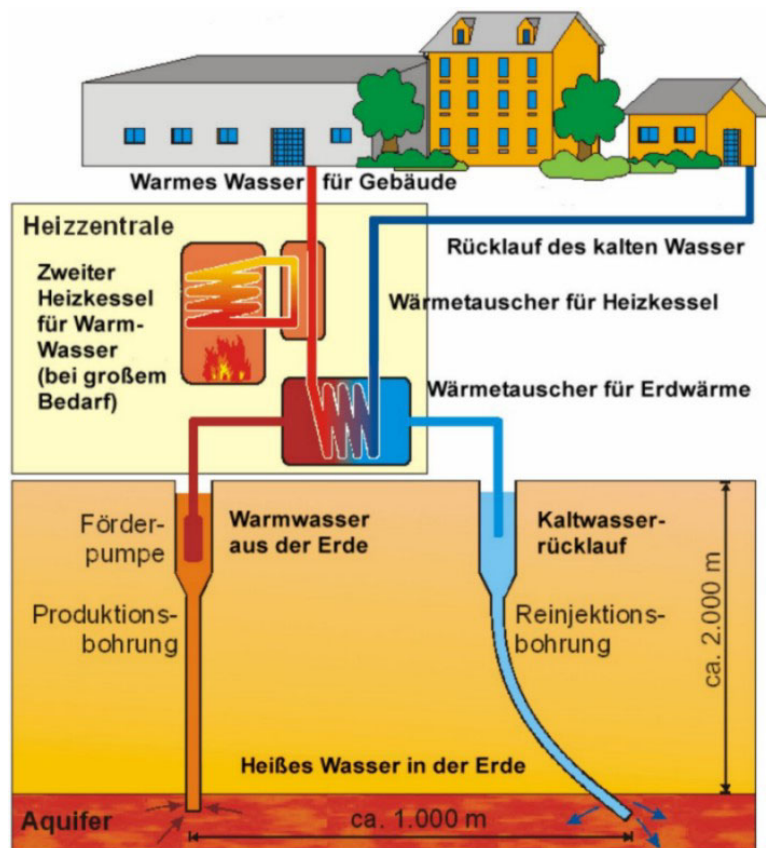 Warmes Wasser für Gebäude
Heizzentrale
Rücklauf des kalten Wasser
Zweiter
Heizkessel
für Warm-
Wasser
(bei großem
Bedarf)
Wärmetauscher für Heizkessel
Wärmetauscher für Erdwärme
Förder-
pumpe
Warmwasser
aus der Erde
Kaltwasser-
rücklauf
Produktions-
bohrung
Reinjektions-
bohrung
ca. 2.000 m
Heißes Wasser in der Erde
Aquifer
ca. 1.000 m